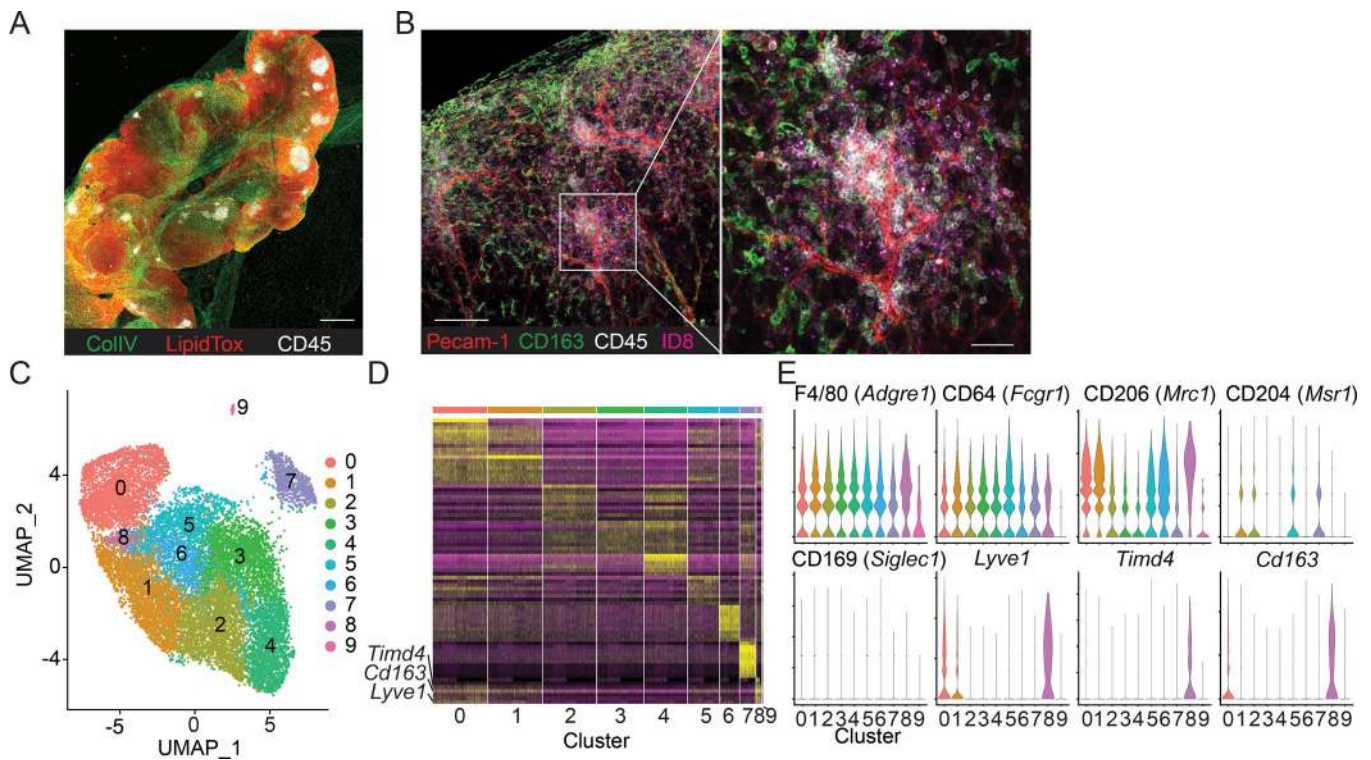 A
ColIV LipidTox CD45
B
Pecam-1 CD163 CD45 ID8
C
4
0
-4
UMAP_2
-5 0 5
UMAP_1
0
1
2
3
4
5
6
7
8
9
0
1
2
3
4
5
6
7
8
9
D
Timd4
Cd163
Lyve1
0 1 2 3 4 5 6 7 8 9
Cluster
E
F4/80 (Adgre1) CD64 (Fcgr1) CD206 (Mrc1) CD204 (Msr1)
CD169 (Siglec1) Lyve1 Timd4 Cd163
0123456789 0123456789 0123456789 0123456789
Cluster